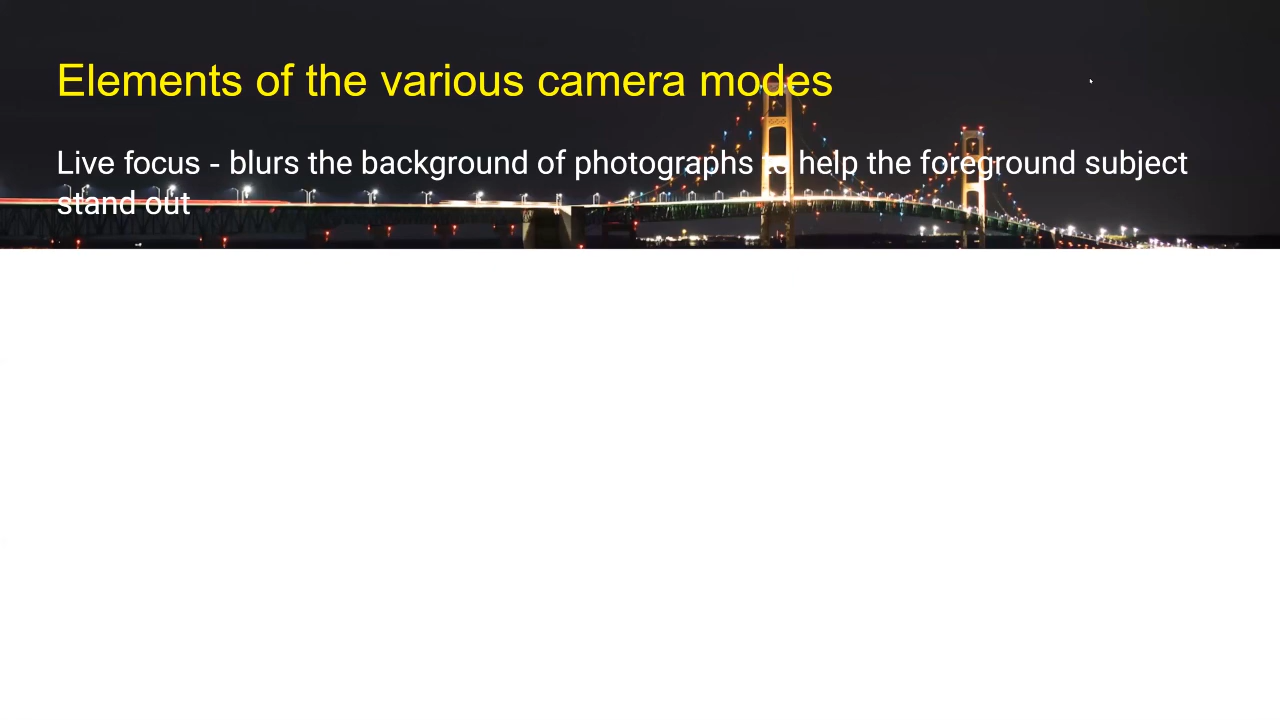 Elements of the various camera modes
Live focus - blurs the background of photographs to help the foreground subject
stand out